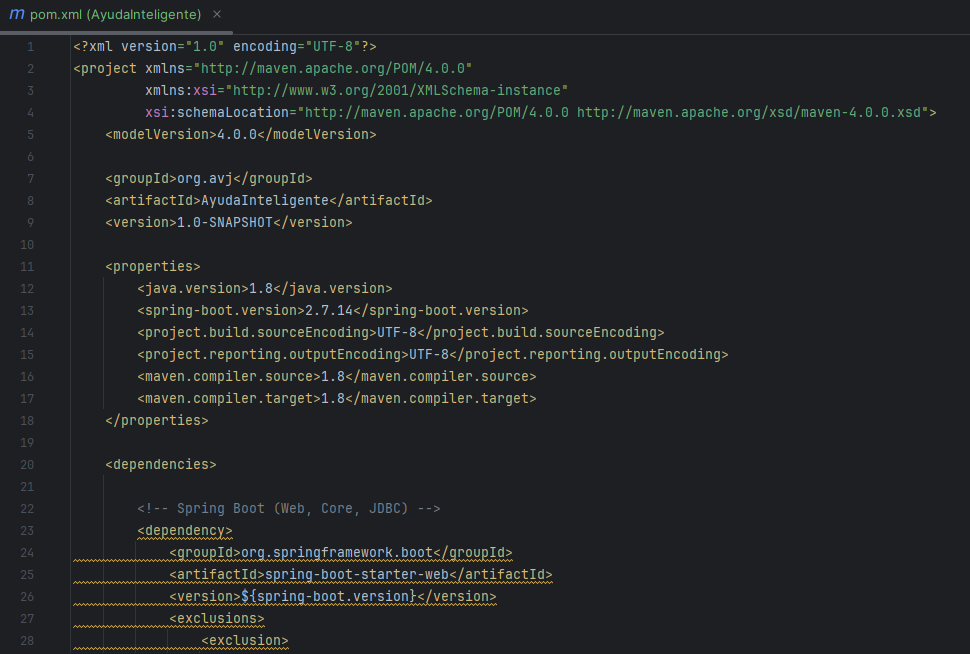 m pom.xml (AyudaInteligente) ×
1 <?xml version="1.0" encoding="UTF-8"?>
2 <project xmlns="http://maven.apache.org/POM/4.0.0"
3 xmlns:xsi="http://www.w3.org/2001/XMLSchema-instance"
4 xsi:schemaLocation="http://maven.apache.org/POM/4.0.0 http://maven.apache.org/xsd/maven-4.0.0.xsd">
5 <modelVersion>4.0.0</modelVersion>
6
7 <groupId>org.avj</groupId>
8 <artifactId>AyudaInteligente</artifactId>
9 <version>1.0-SNAPSHOT</version>
10
11 <properties>
12 <java.version>1.8</java.version>
13 <spring-boot.version>2.7.14</spring-boot.version>
14 <project.build.sourceEncoding>UTF-8</project.build.sourceEncoding>
15 <project.reporting.outputEncoding>UTF-8</project.reporting.outputEncoding>
16 <maven.compiler.source>1.8</maven.compiler.source>
17 <maven.compiler.target>1.8</maven.compiler.target>
18 </properties>
19
20 <dependencies>
21
22 <!-- Spring Boot (Web, Core, JDBC) -->
23 <dependency>
24 <groupId>org.springframework.boot</groupId>
25 <artifactId>spring-boot-starter-web</artifactId>
26 <version>${spring-boot.version}</version>
27 <exclusions>
28 <exclusion>